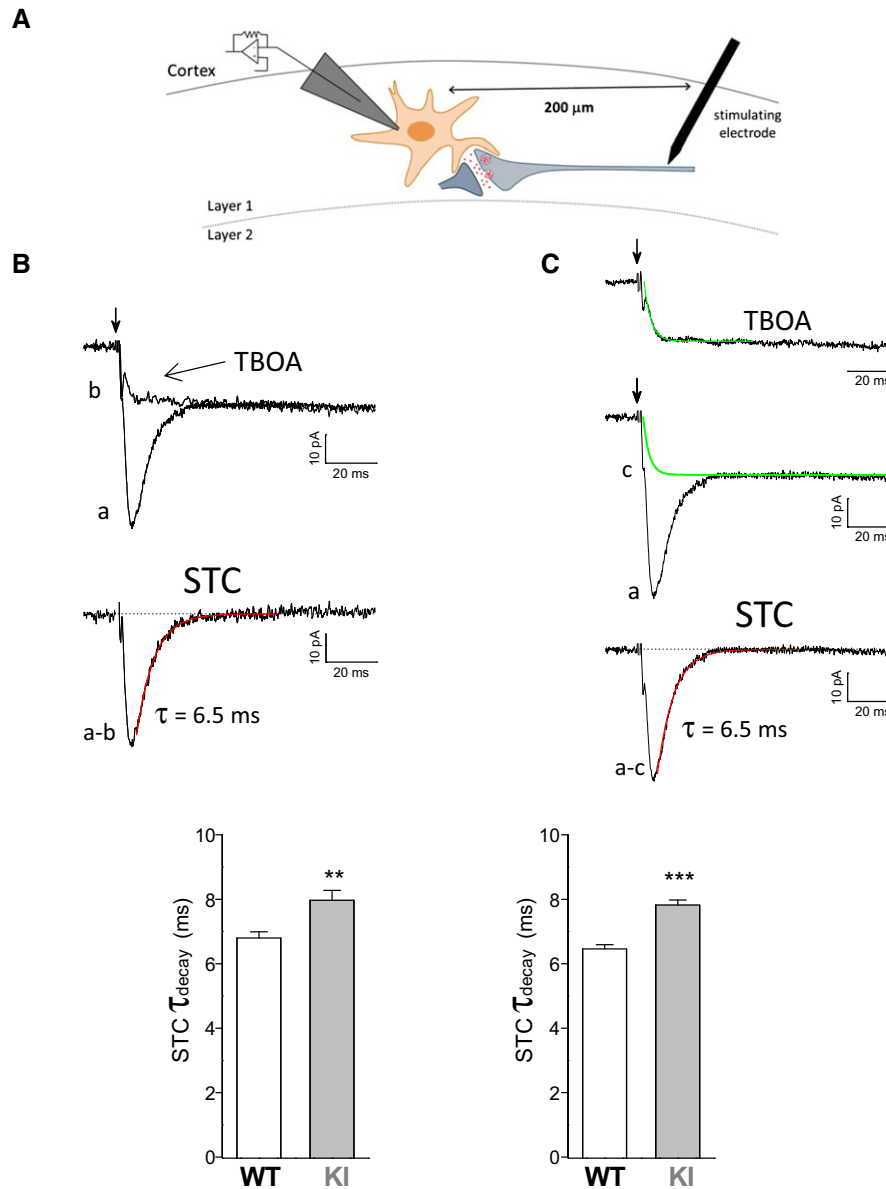 A
Cortex
200 µm
stimulating
electrode
Layer 1
Layer 2
B
TBOA
b
10 pA
20 ms
a
STC
10 pA
20 ms
τ = 6.5 ms
a-b
C
TBOA
20 ms
c
10 pA
20 ms
a
STC
10 pA
20 ms
τ = 6.5 ms
a-c
10
8
6
4
2
0
STC τdecay (ms)
**
WT
KI
10
8
6
4
2
0
STC τdecay (ms)
***
WT
KI